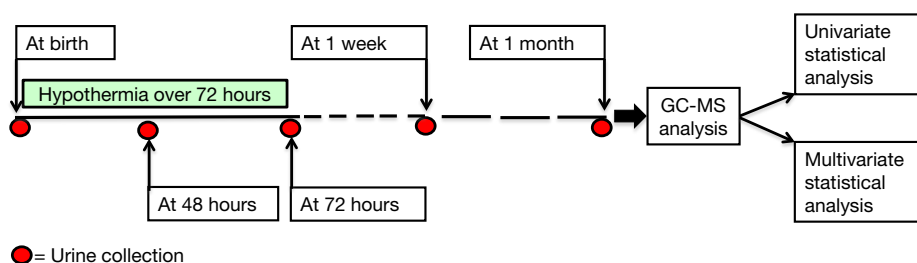 At birth
At 1 week
At 1 month
Univariate
statistical
analysis
Hypothermia over 72 hours
GC-MS
analysis
At 48 hours
At 72 hours
Multivariate
statistical
analysis
= Urine collection